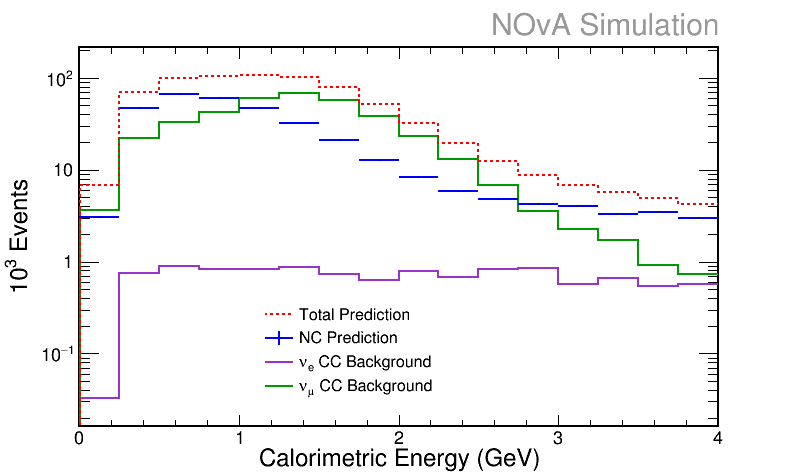 NOvA Simulation
10³ Events
10²
10
1
10⁻¹
Total Prediction
NC Prediction
νₑ CC Background
ν_μ CC Background
0 1 2 3 4
Calorimetric Energy (GeV)